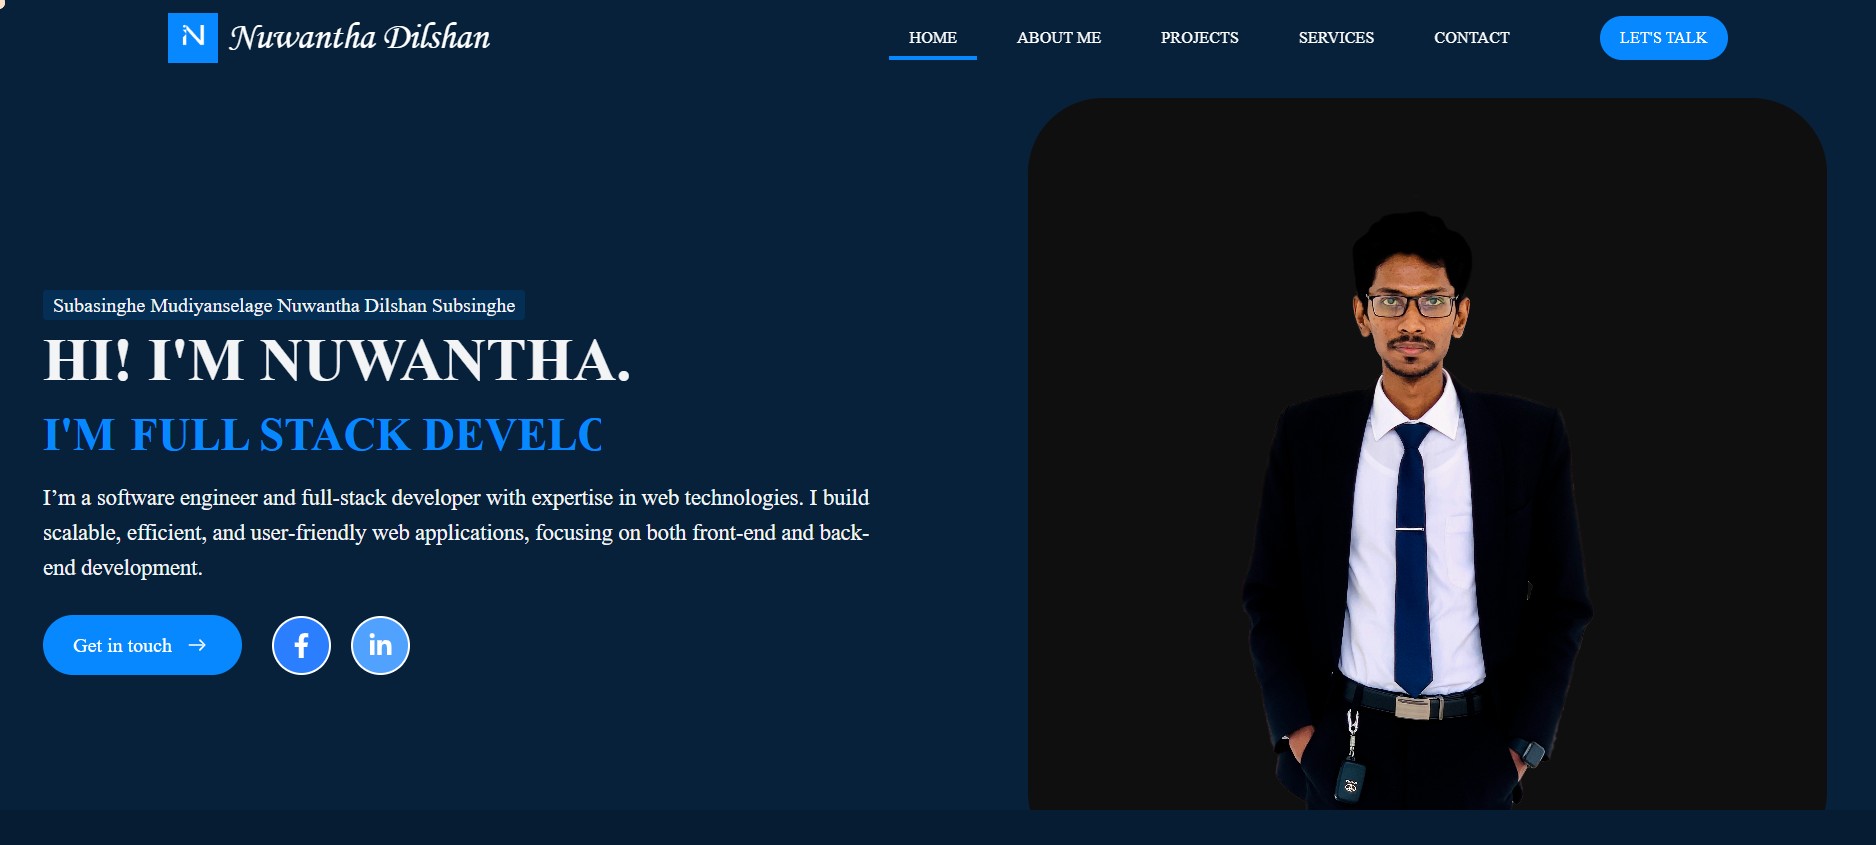 N Nuwantha Dilshan
HOME ABOUT ME PROJECTS SERVICES CONTACT LET'S TALK
Subasinghe Mudiyanselage Nuwantha Dilshan Subsinghe
HI! I'M NUWANTHA.
I'M FULL STACK DEVELO
I’m a software engineer and full-stack developer with expertise in web technologies. I build
scalable, efficient, and user-friendly web applications, focusing on both front-end and back-
end development.
Get in touch →
f in